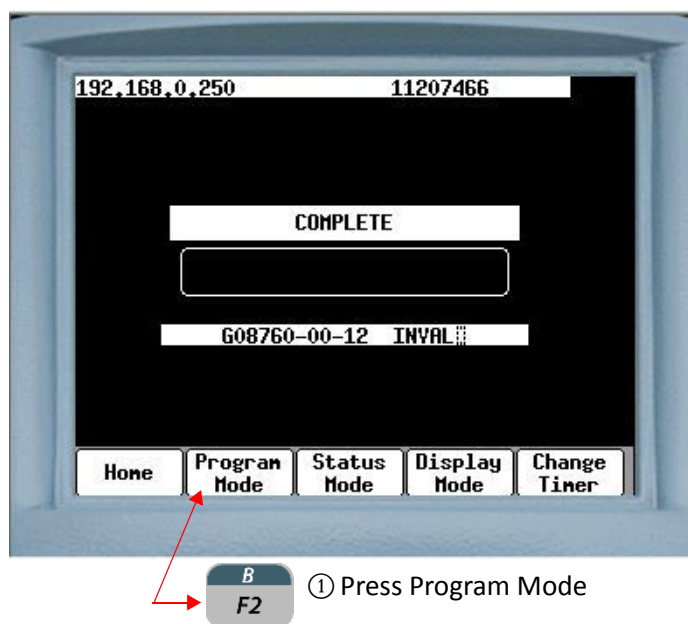 192.168.0.250 11207466
COMPLETE
G08760-00-12 INVAL
Home Program Mode Status Mode Display Mode Change Timer
B
F2
① Press Program Mode